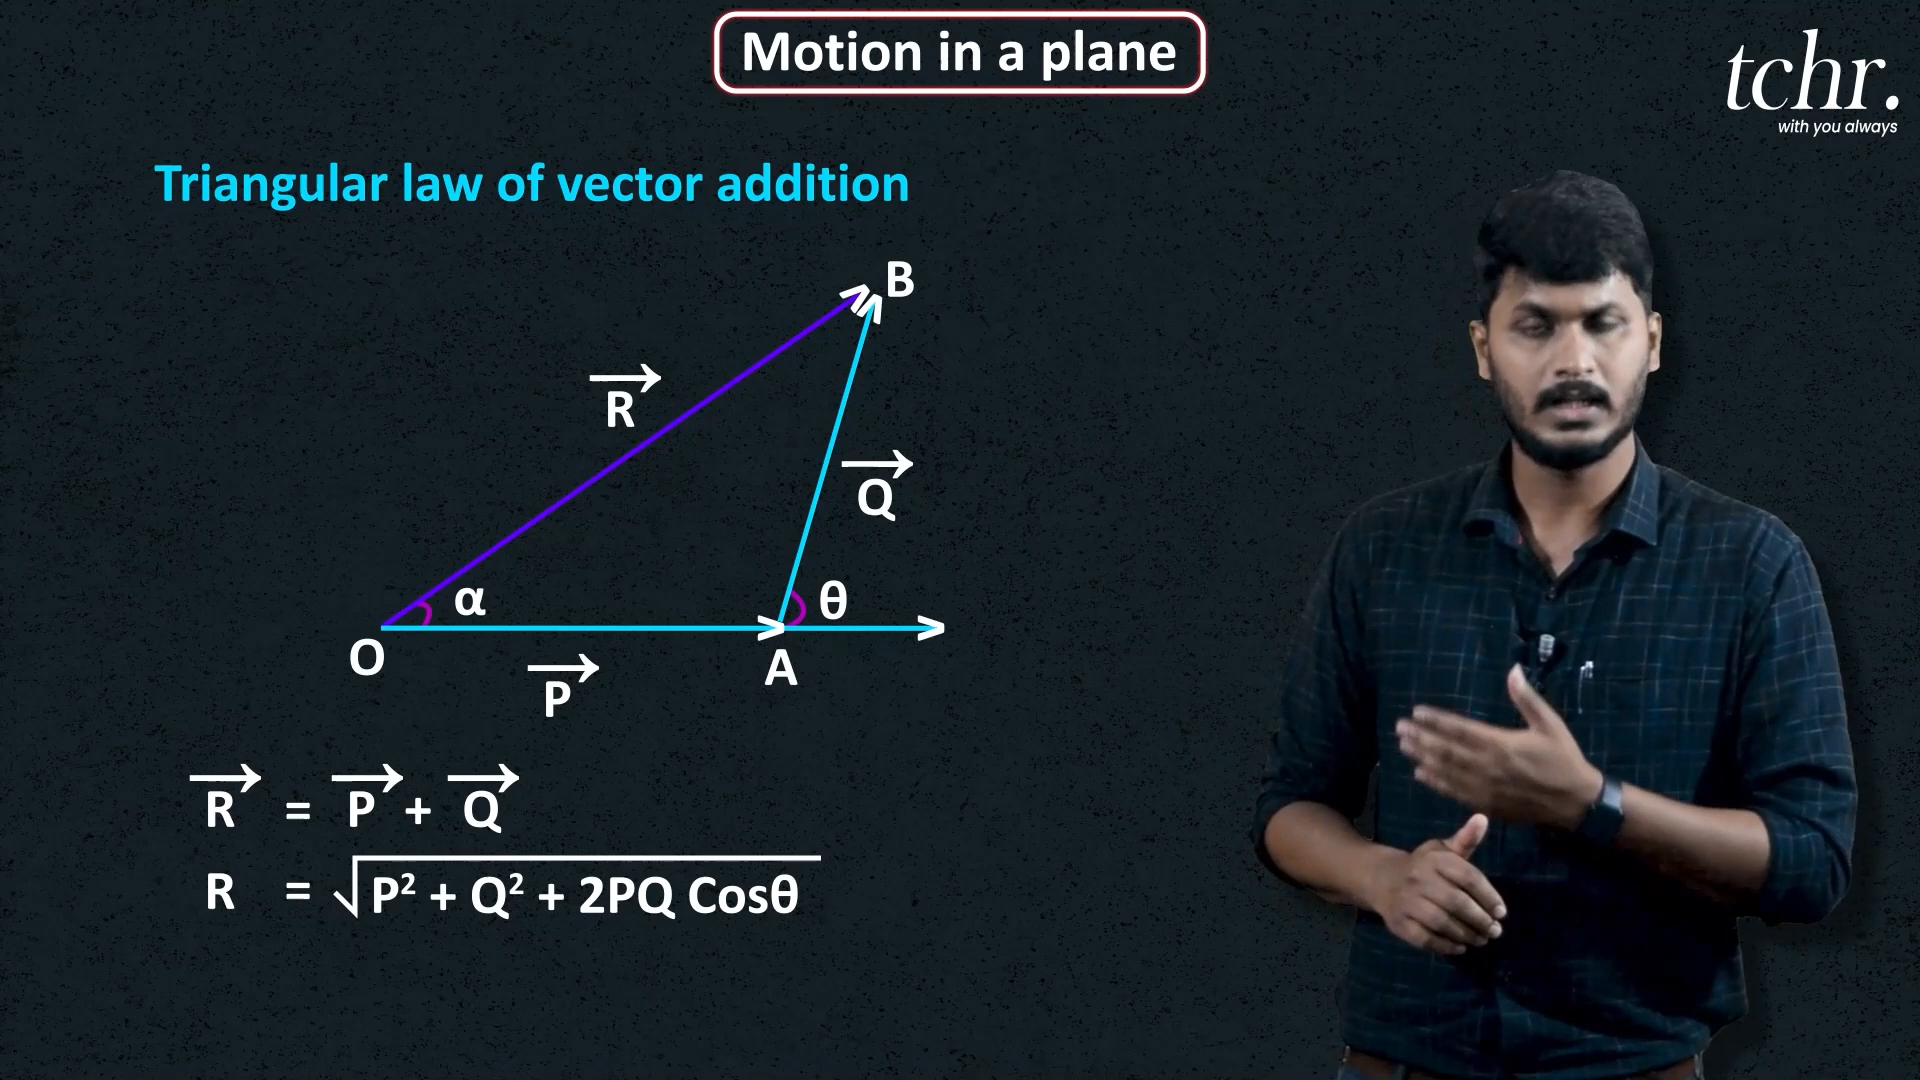 Motion in a plane
tchr.
with you always
Triangular law of vector addition
B
R
Q
α
θ
O
A
P
R = P + Q
R = √P² + Q² + 2PQ Cosθ